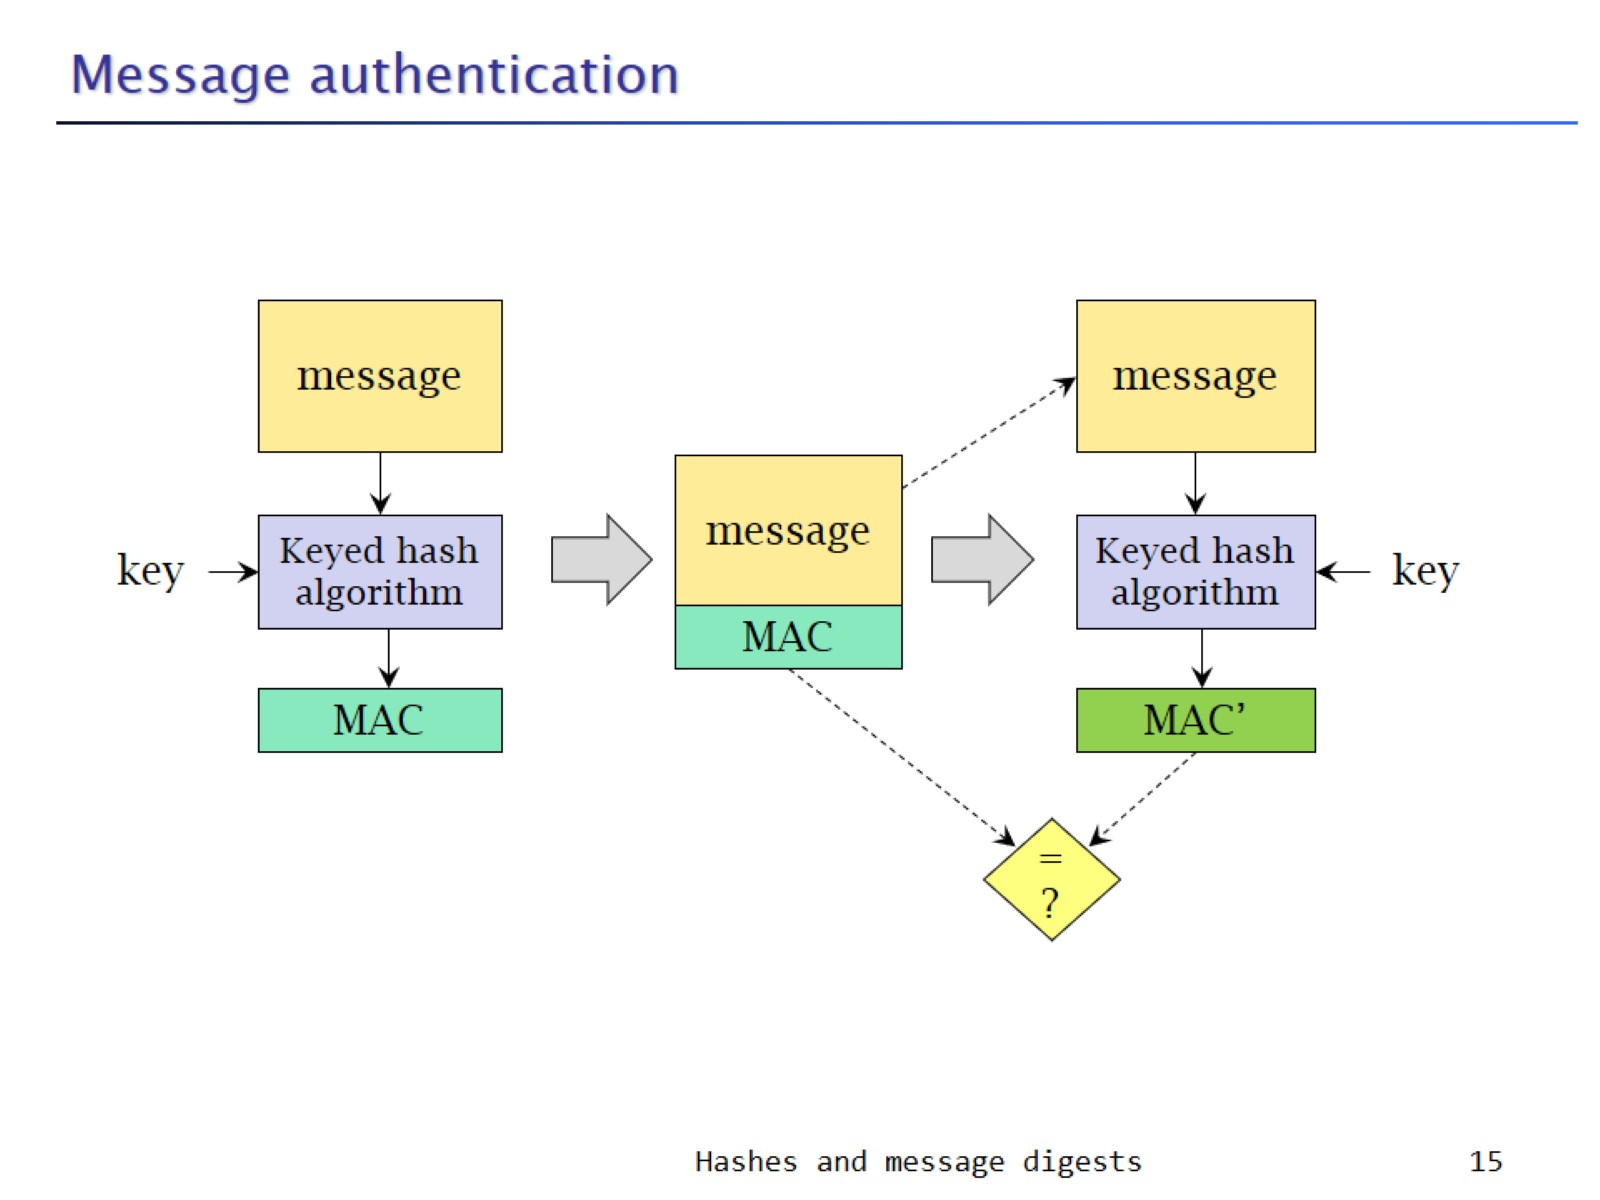 Message authentication
message
key
Keyed hash
algorithm
MAC
message
MAC
message
Keyed hash
algorithm
key
MAC’
=
?
Hashes and message digests
15